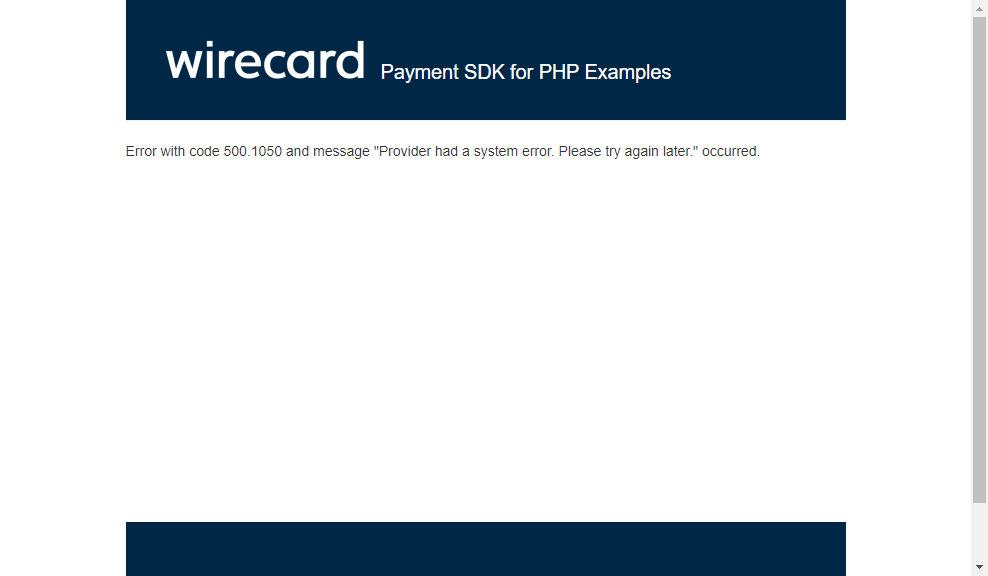 wirecard Payment SDK for PHP Examples
Error with code 500.1050 and message "Provider had a system error. Please try again later." occurred.